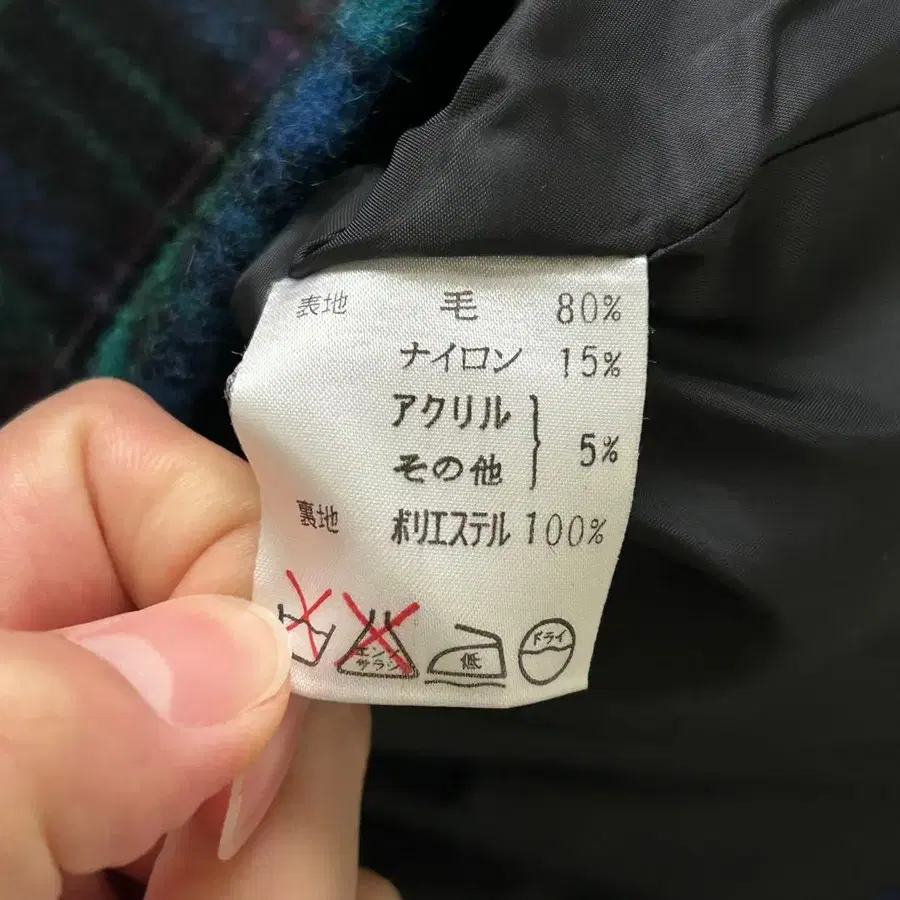 表地 毛 80%
ナイロン 15%
アクリル
その他 } 5%
裏地 ポリエステル 100%
エンソ
サラシ
低
ドライ